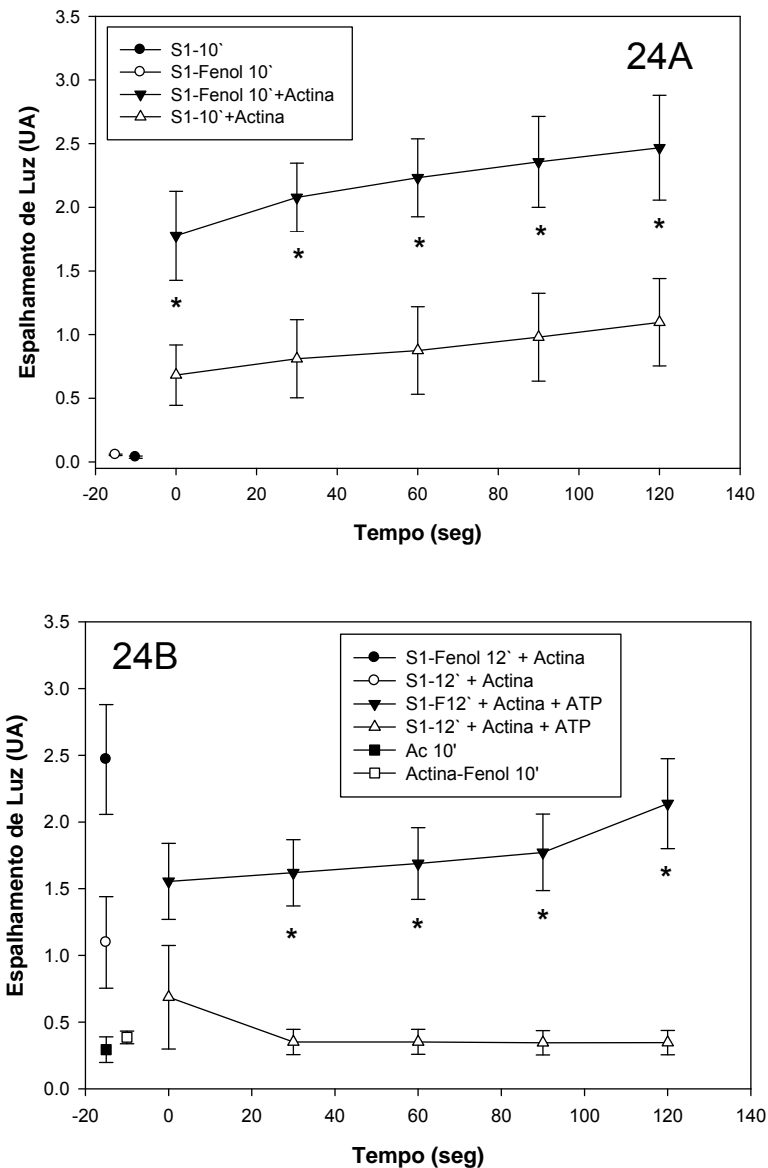 24A
S1-10`
S1-Fenol 10`
S1-Fenol 10`+Actina
S1-10`+Actina
Espalhamento de Luz (UA)
3.5
3.0
2.5
2.0
1.5
1.0
0.5
0.0
* * * * *
-20 0 20 40 60 80 100 120 140
Tempo (seg)
24B
S1-Fenol 12` + Actina
S1-12` + Actina
S1-F12` + Actina + ATP
S1-12` + Actina + ATP
Ac 10'
Actina-Fenol 10'
Espalhamento de Luz (UA)
3.5
3.0
2.5
2.0
1.5
1.0
0.5
0.0
* * * *
-20 0 20 40 60 80 100 120 140
Tempo (seg)